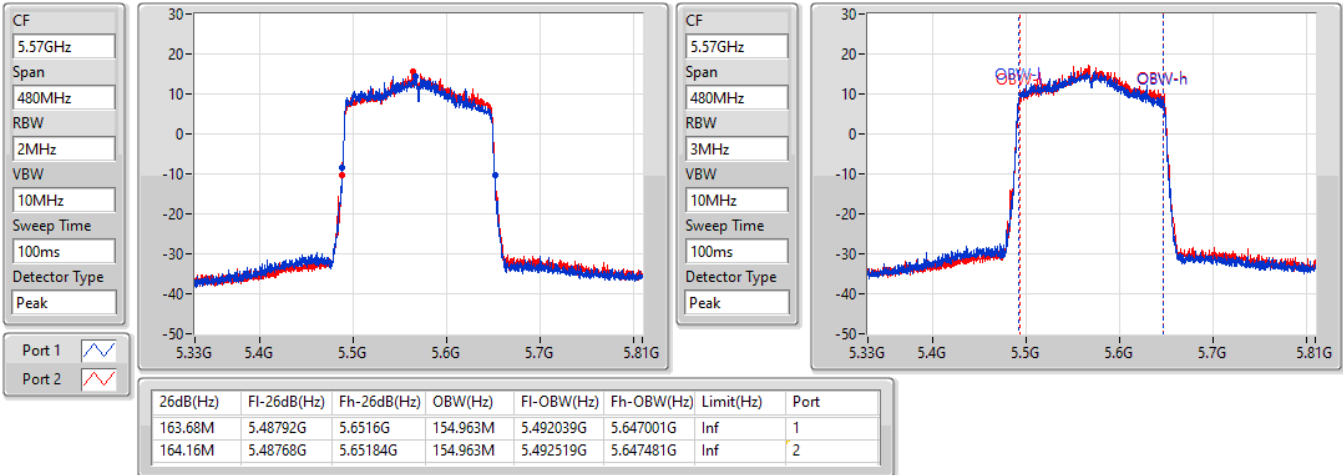 CF
5.57GHz
Span
480MHz
RBW
2MHz
VBW
10MHz
Sweep Time
100ms
Detector Type
Peak
30
20
10
0
-10
-20
-30
-40
-50
5.33G 5.4G 5.5G 5.6G 5.7G 5.81G
CF
5.57GHz
Span
480MHz
RBW
3MHz
VBW
10MHz
Sweep Time
100ms
Detector Type
Peak
30
20
10
0
-10
-20
-30
-40
-50
OBW-l
OBW-l
OBW-h
5.33G 5.4G 5.5G 5.6G 5.7G 5.81G
Port 1
Port 2
26dB(Hz) Fl-26dB(Hz) Fh-26dB(Hz) OBW(Hz) Fl-OBW(Hz) Fh-OBW(Hz) Limit(Hz) Port
163.68M 5.48792G 5.6516G 154.963M 5.492039G 5.647001G Inf 1
164.16M 5.48768G 5.65184G 154.963M 5.492519G 5.647481G Inf 2